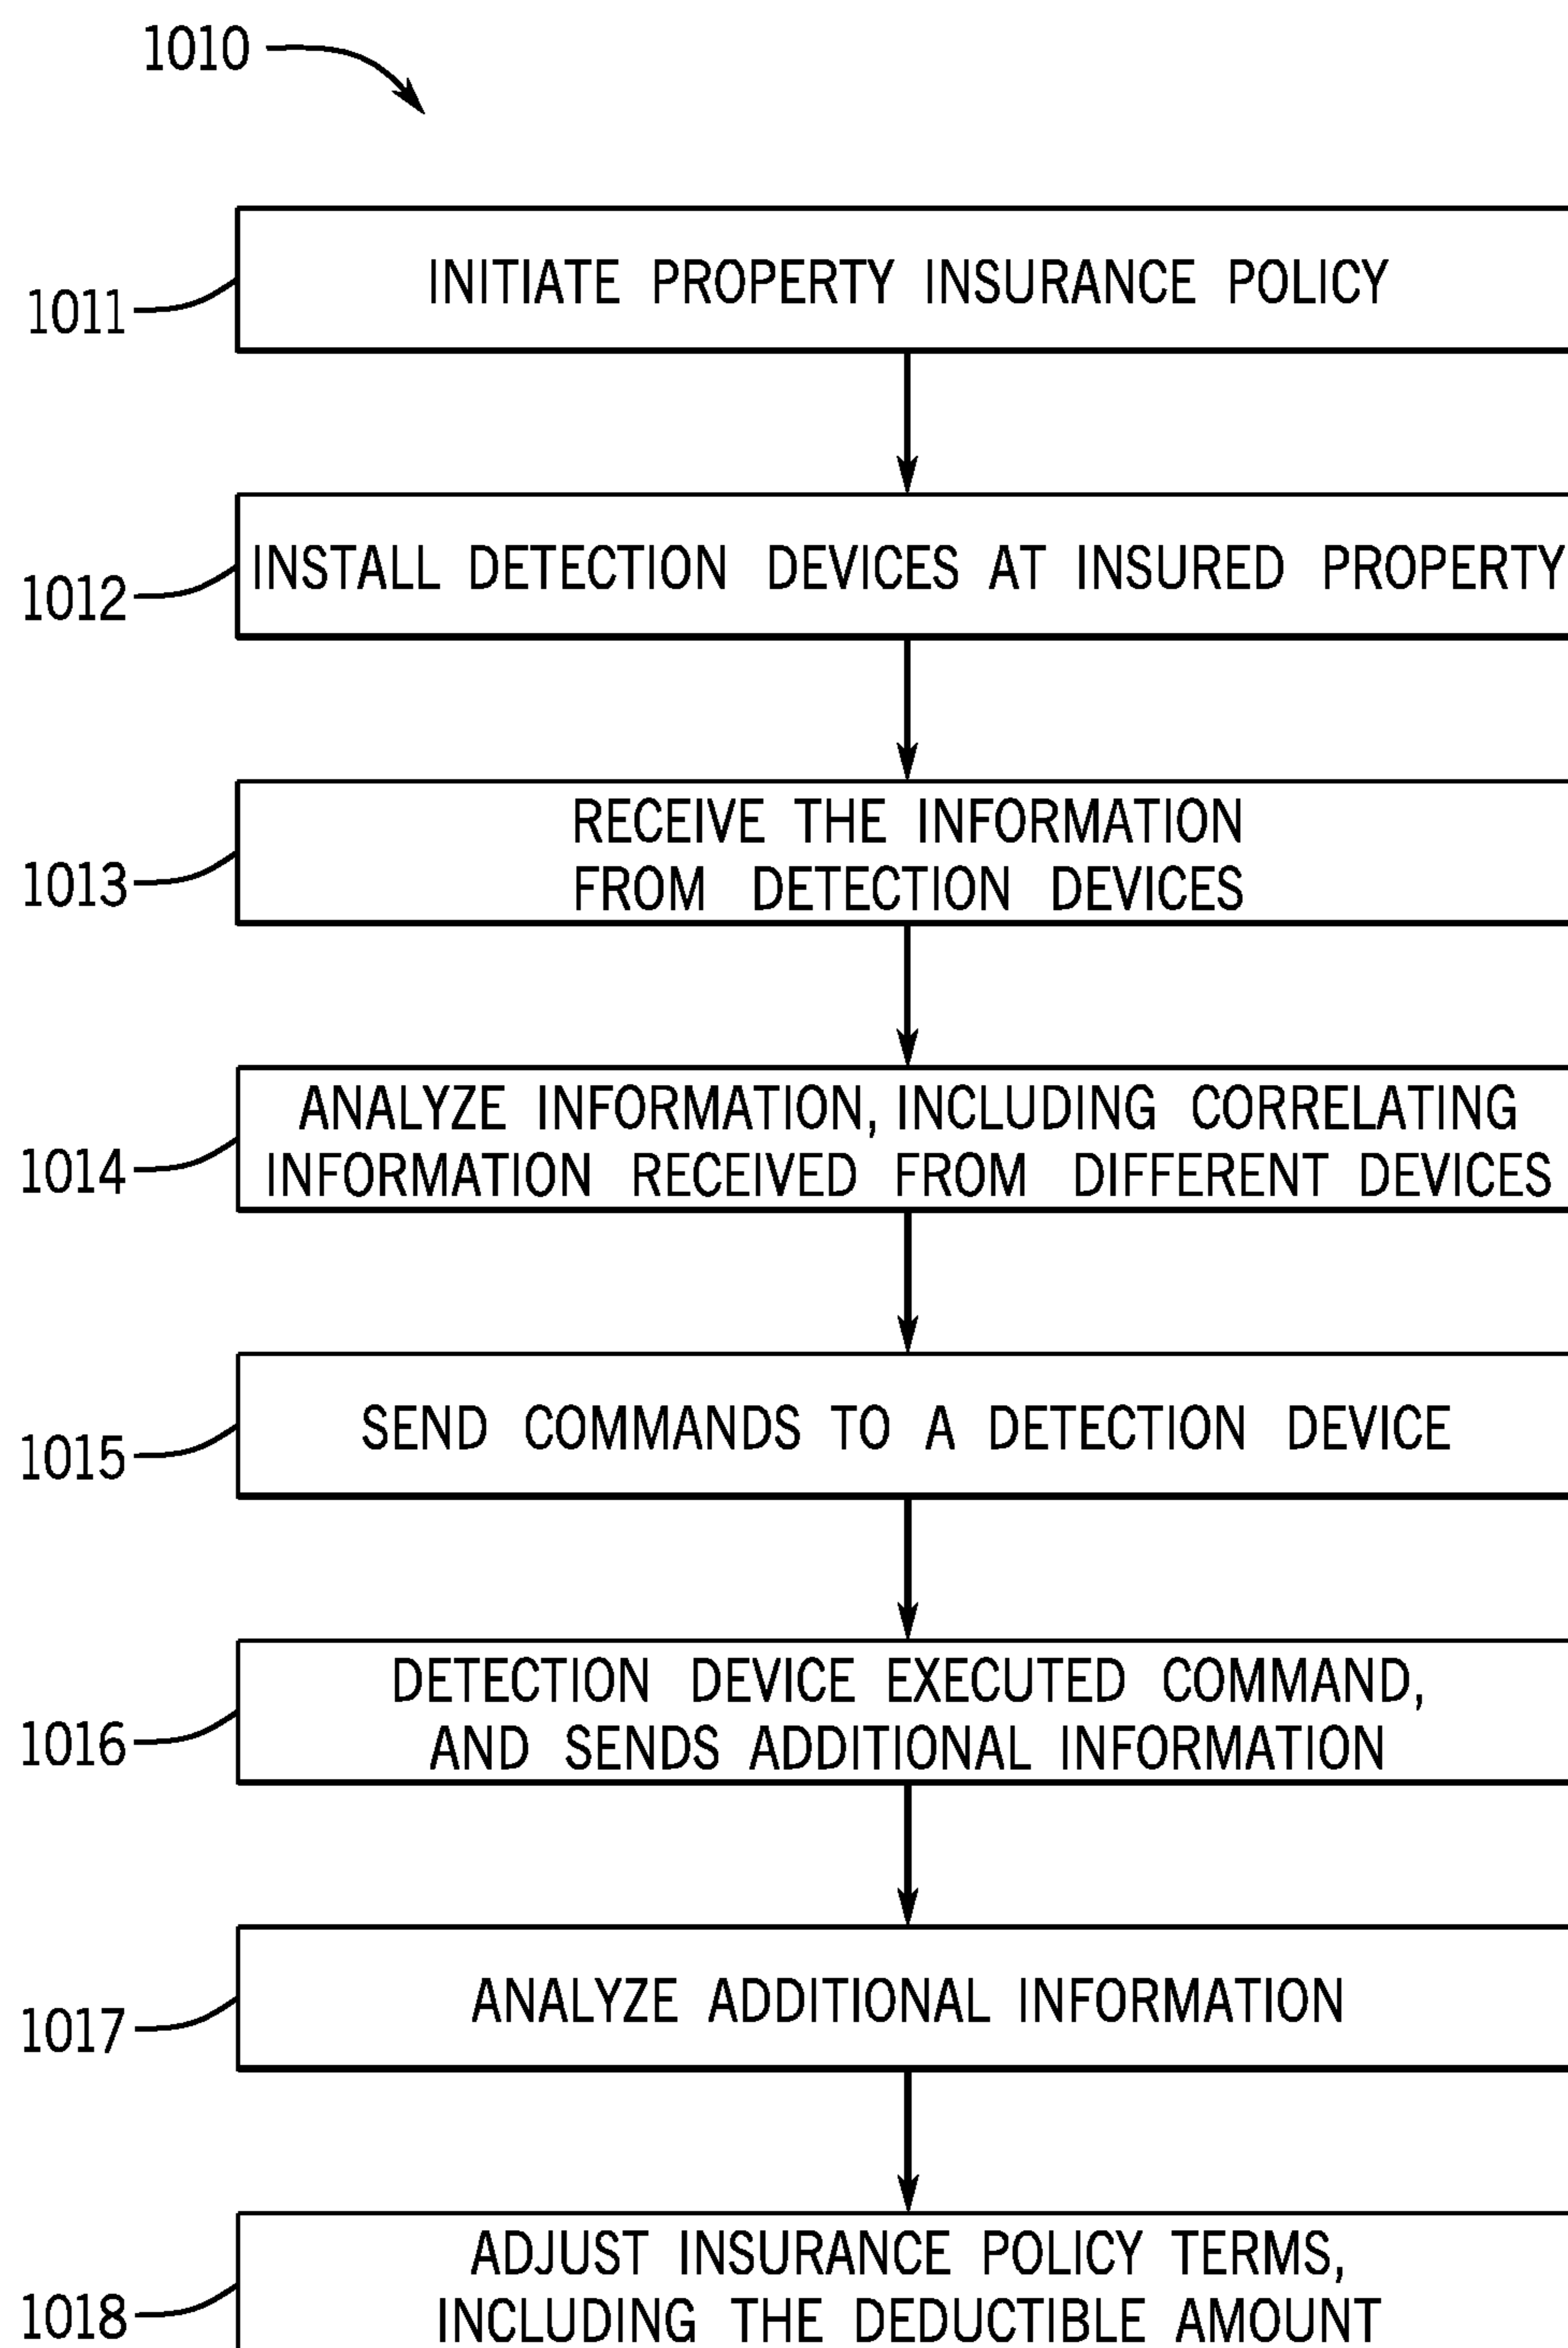 1010
INITIATE PROPERTY INSURANCE POLICY
1011
INSTALL DETECTION DEVICES AT INSURED PROPERTY
1012
RECEIVE THE INFORMATION
FROM DETECTION DEVICES
1013
ANALYZE INFORMATION, INCLUDING CORRELATING
INFORMATION RECEIVED FROM DIFFERENT DEVICES
1014
SEND COMMANDS TO A DETECTION DEVICE
1015
DETECTION DEVICE EXECUTED COMMAND,
AND SENDS ADDITIONAL INFORMATION
1016
ANALYZE ADDITIONAL INFORMATION
1017
ADJUST INSURANCE POLICY TERMS,
INCLUDING THE DEDUCTIBLE AMOUNT
1018